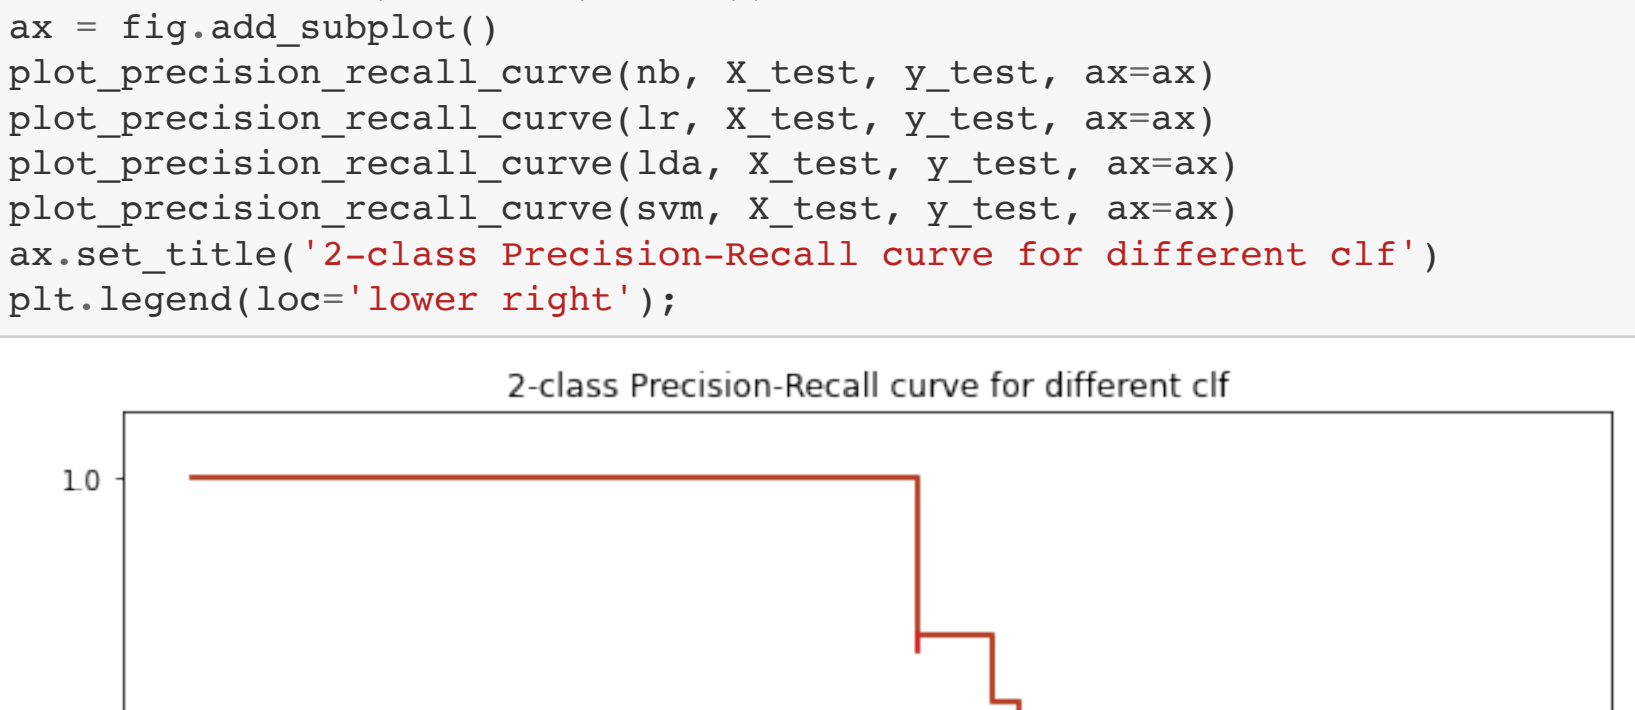 ax = fig.add_subplot()
plot_precision_recall_curve(nb, X_test, y_test, ax=ax)
plot_precision_recall_curve(lr, X_test, y_test, ax=ax)
plot_precision_recall_curve(lda, X_test, y_test, ax=ax)
plot_precision_recall_curve(svm, X_test, y_test, ax=ax)
ax.set_title('2-class Precision-Recall curve for different clf')
plt.legend(loc='lower right');
2-class Precision-Recall curve for different clf
1.0